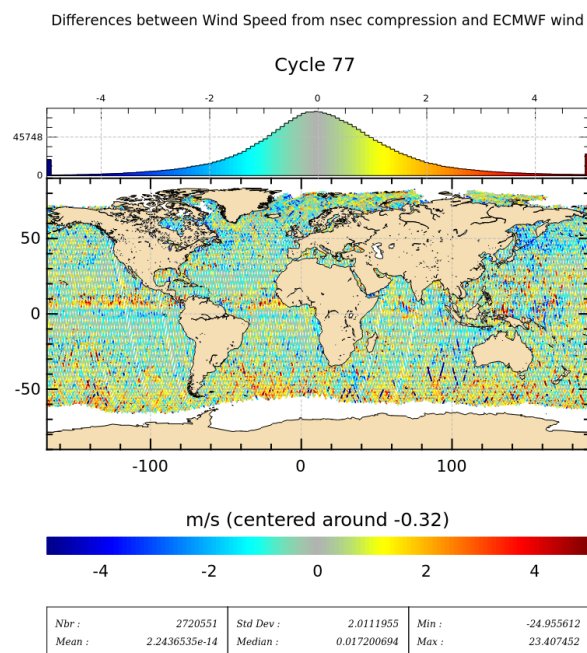 Differences between Wind Speed from nsec compression and ECMWF wind
Cycle 77
-4 -2 0 2 4
45748
0
50
0
-50
-100 0 100
m/s (centered around -0.32)
-4 -2 0 2 4
Nbr : 2720551 Std Dev : 2.0111955 Min : -24.955612
Mean : 2.2436535e-14 Median : 0.017200694 Max : 23.407452